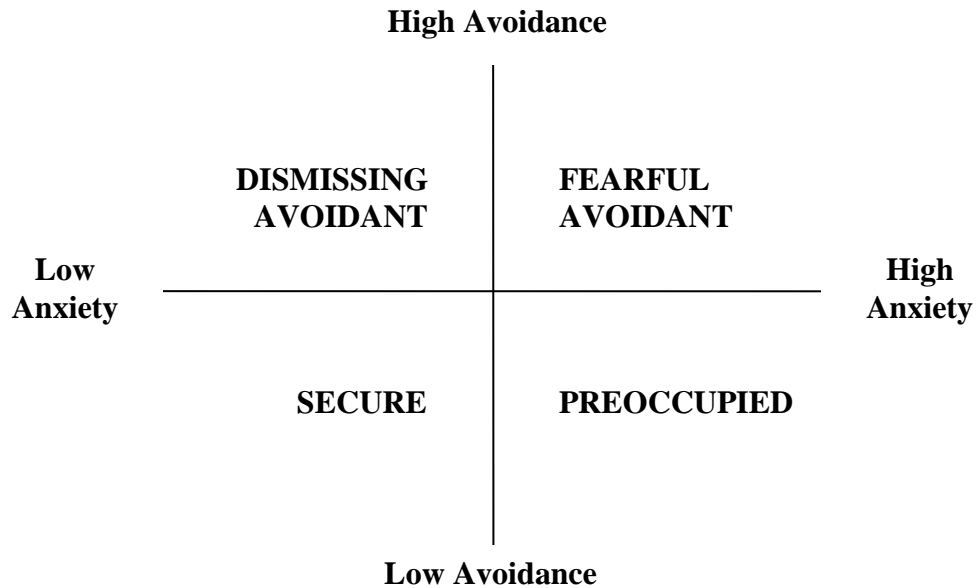 High Avoidance
DISMISSING
AVOIDANT
FEARFUL
AVOIDANT
Low
Anxiety
High
Anxiety
SECURE
PREOCCUPIED
Low Avoidance